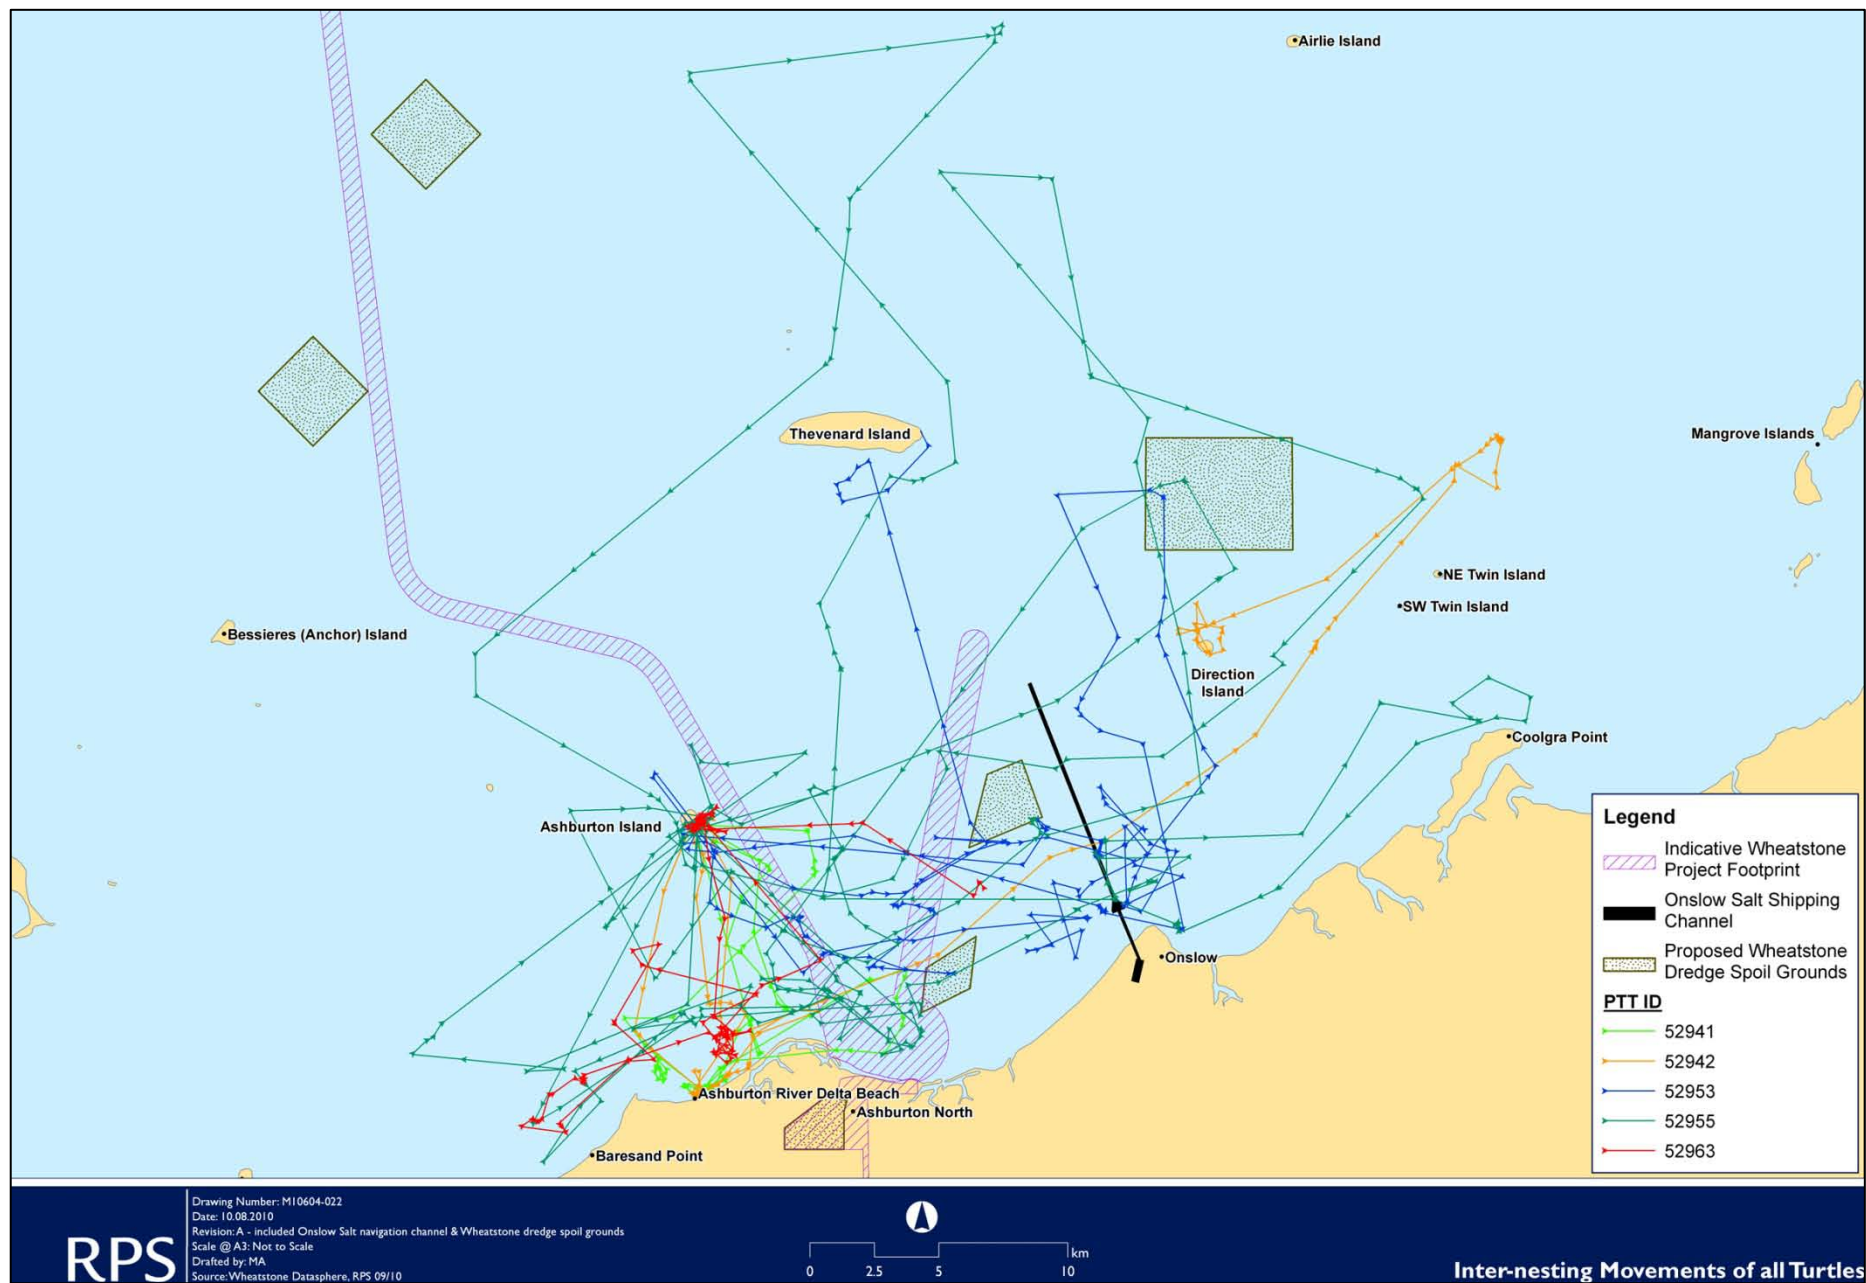 Airlie Island
Thevenard Island
Mangrove Islands
NE Twin Island
SW Twin Island
Bessieres (Anchor) Island
Direction
Island
Coolgra Point
Ashburton Island
Onslow
Ashburton River Delta Beach
Ashburton North
Baresand Point
Legend
Indicative Wheatstone
Project Footprint
Onslow Salt Shipping
Channel
Proposed Wheatstone
Dredge Spoil Grounds
PTT ID
52941
52942
52953
52955
52963
RPS
Drawing Number: M10604-022
Date: 10.08.2010
Revision: A - included Onslow Salt navigation channel & Wheatstone dredge spoil grounds
Scale @ A3: Not to Scale
Drafted by: MA
Source: Wheatstone Datasphere, RPS 09/10
km
0 2.5 5 10
Inter-nesting Movements of all Turtles